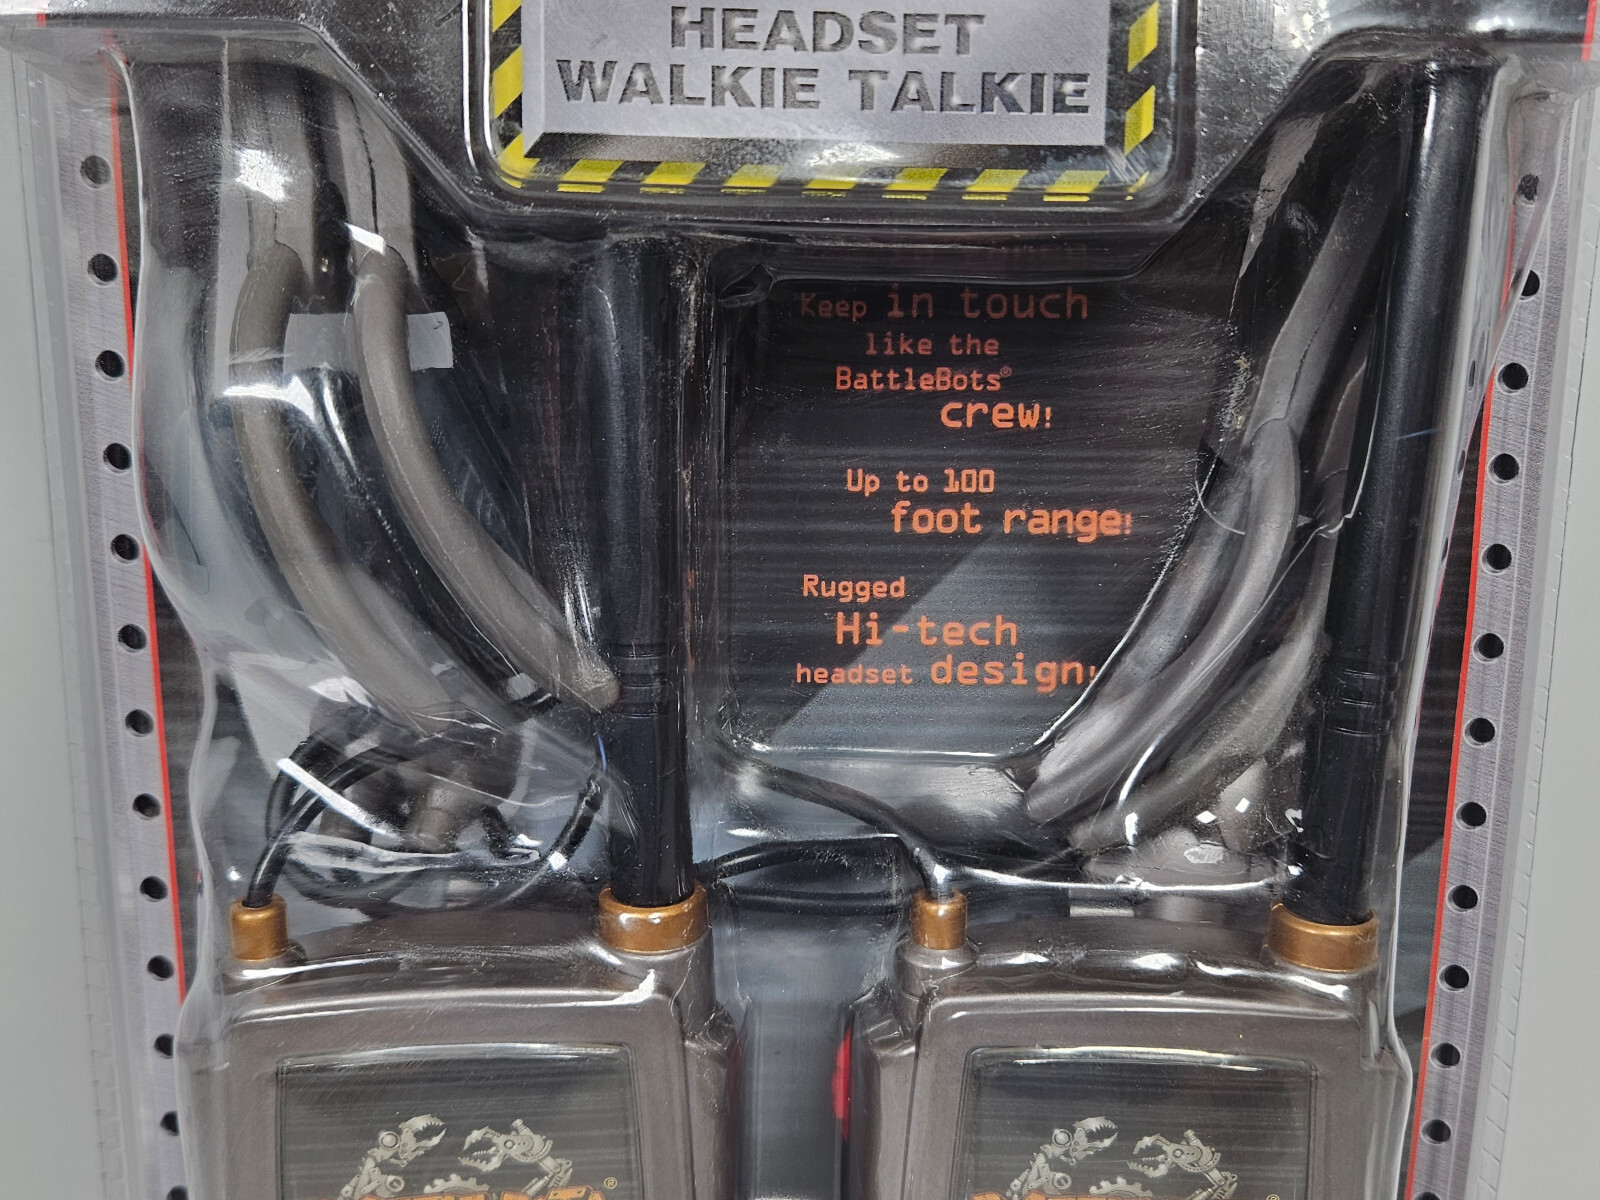 HEADSET
WALKIE TALKIE
Keep in touch
like the
BattleBots®
crew!
Up to 100
foot range!
Rugged
Hi-tech
headset design!
®
®